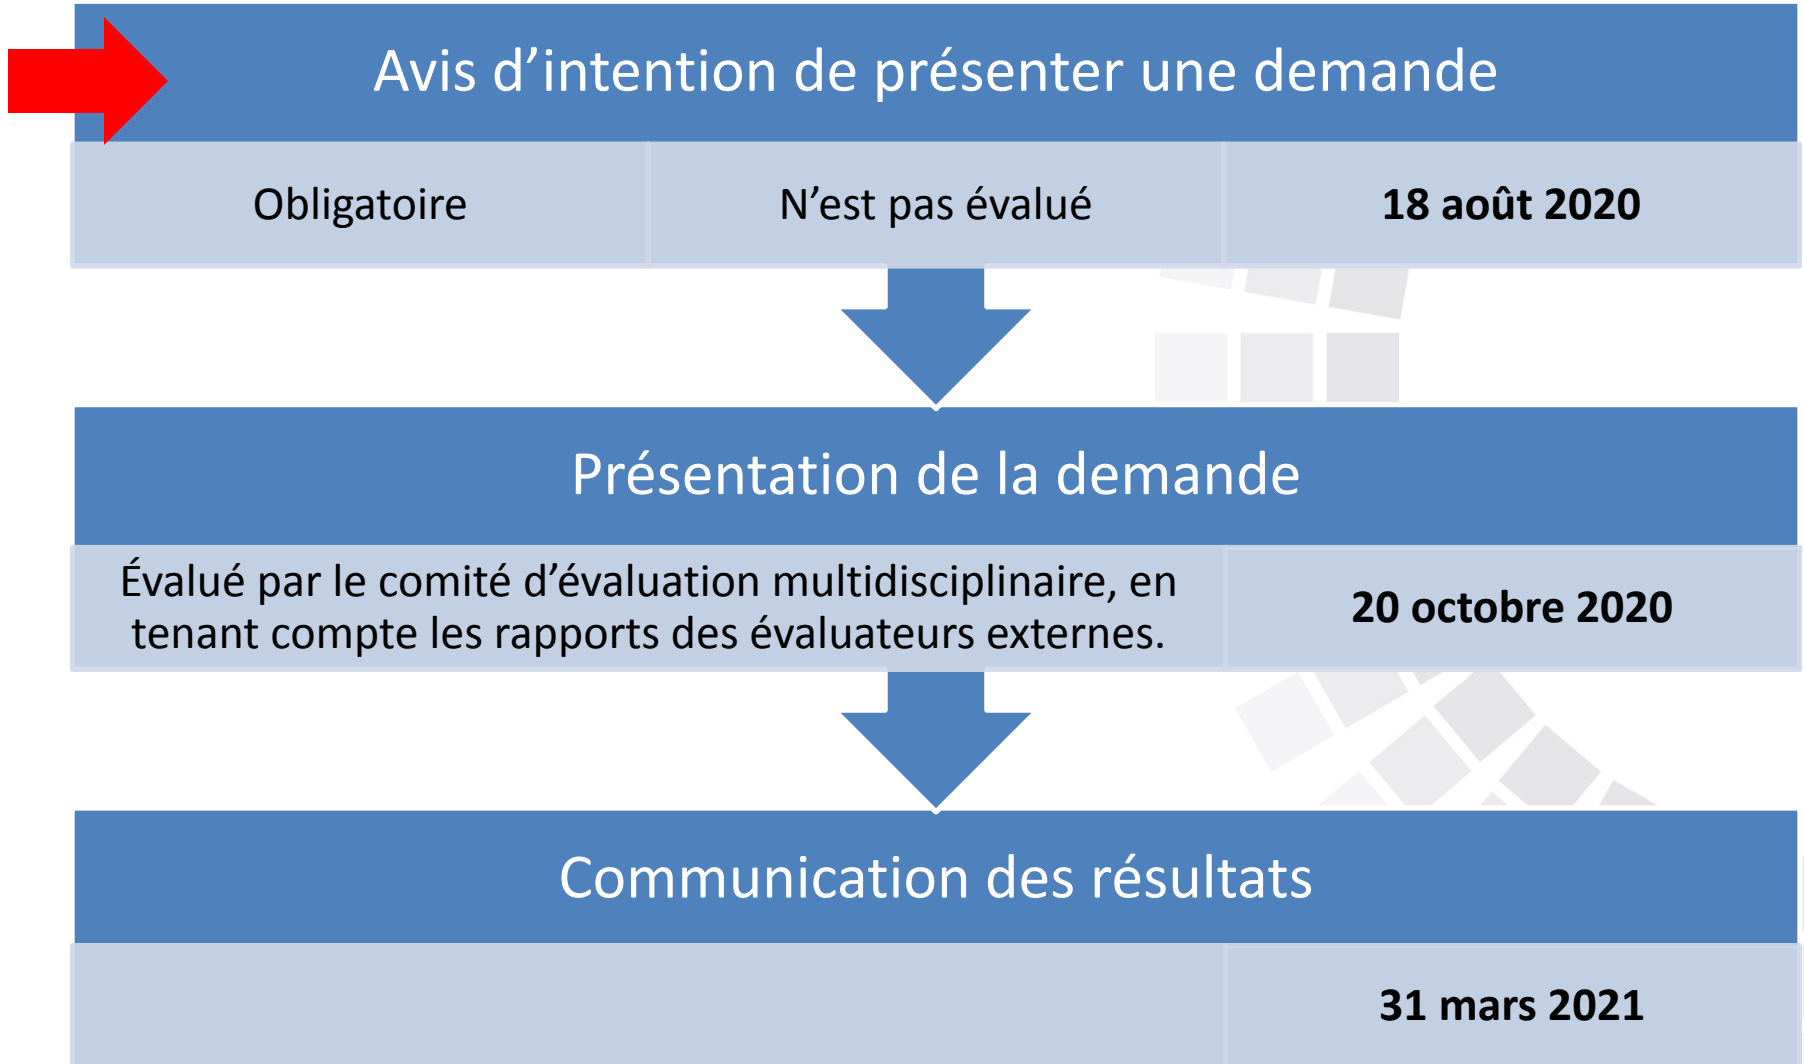 Avis d’intention de présenter une demande
Obligatoire
N’est pas évalué
18 août 2020
Présentation de la demande
Évalué par le comité d’évaluation multidisciplinaire, en
tenant compte les rapports des évaluateurs externes.
20 octobre 2020
Communication des résultats
31 mars 2021